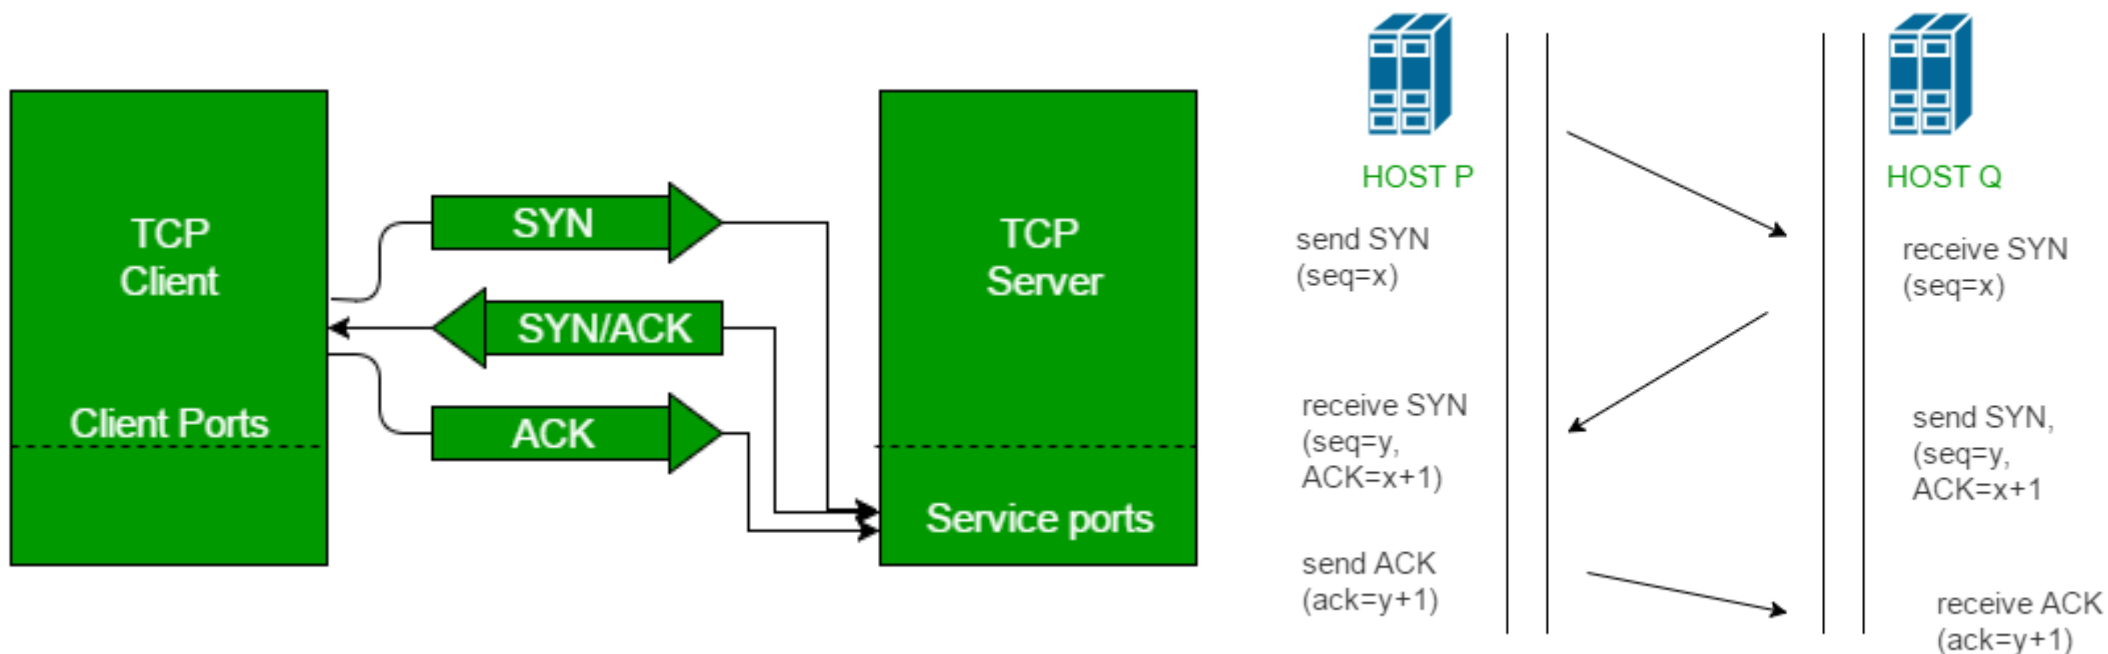 TCP
Client
Client Ports
SYN
SYN/ACK
ACK
TCP
Server
Service ports
HOST P
send SYN
(seq=x)
receive SYN
(seq=y,
ACK=x+1)
send ACK
(ack=y+1)
HOST Q
receive SYN
(seq=x)
send SYN,
(seq=y,
ACK=x+1
receive ACK
(ack=y+1)